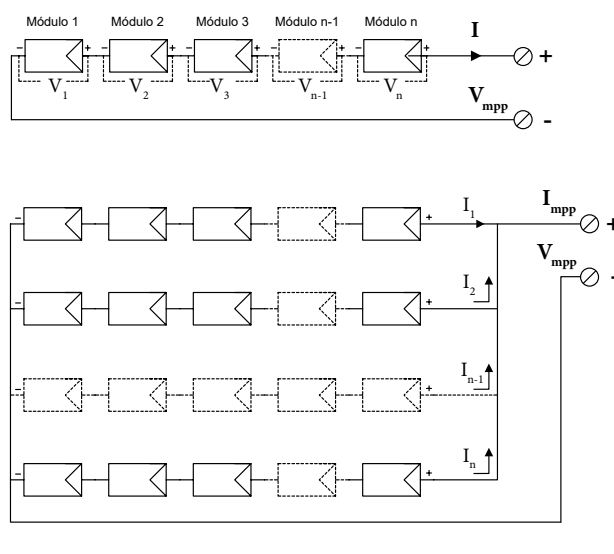 Módulo 1 Módulo 2 Módulo 3 Módulo n-1 Módulo n
I
- + - + - + - + - +
+
V1 V2 V3 Vn-1 Vn
Vmpp
-
I1 Impp
- + +
Vmpp
I2 -
- +
In-1
- +
In
- +